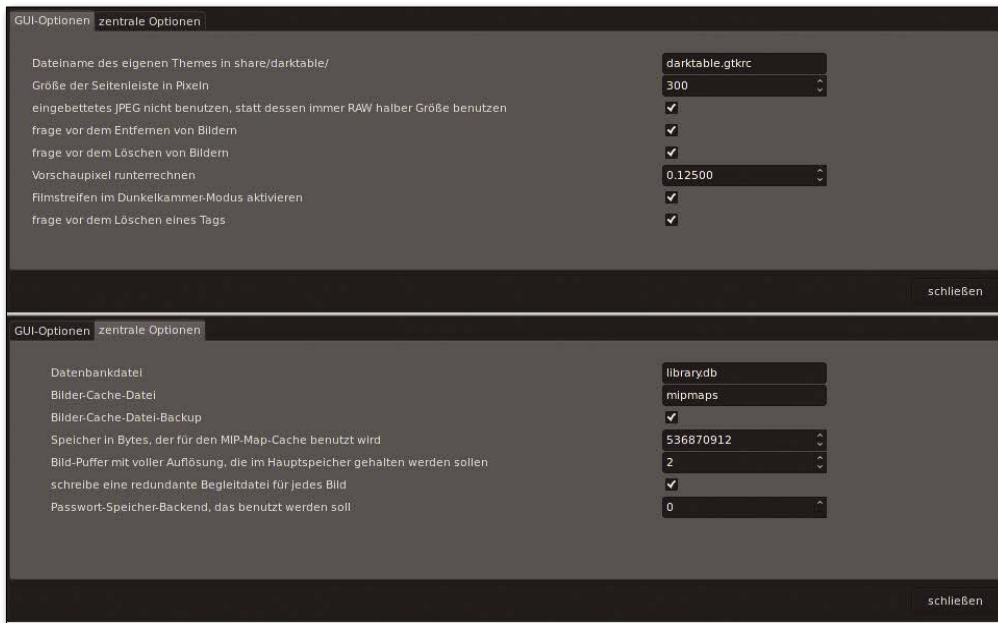 GUI-Optionen zentrale Optionen
Dateiname des eigenen Themes in share/darktable/ darktable.gtkrc
Größe der Seitenleiste in Pixeln 300
eingebettetes JPEG nicht benutzen, statt dessen immer RAW halber Größe benutzen
frage vor dem Entfernen von Bildern
frage vor dem Löschen von Bildern
Vorschaupixel runterrechnen 0.12500
Filmstreifen im Dunkelkammer-Modus aktivieren
frage vor dem Löschen eines Tags
schließen
GUI-Optionen zentrale Optionen
Datenbankdatei library.db
Bilder-Cache-Datei mipmaps
Bilder-Cache-Datei-Backup
Speicher in Bytes, der für den MIP-Map-Cache benutzt wird 536870912
Bild-Puffer mit voller Auflösung, die im Hauptspeicher gehalten werden sollen 2
schreibe eine redundante Begleitdatei für jedes Bild
Passwort-Speicher-Backend, das benutzt werden soll 0
schließen